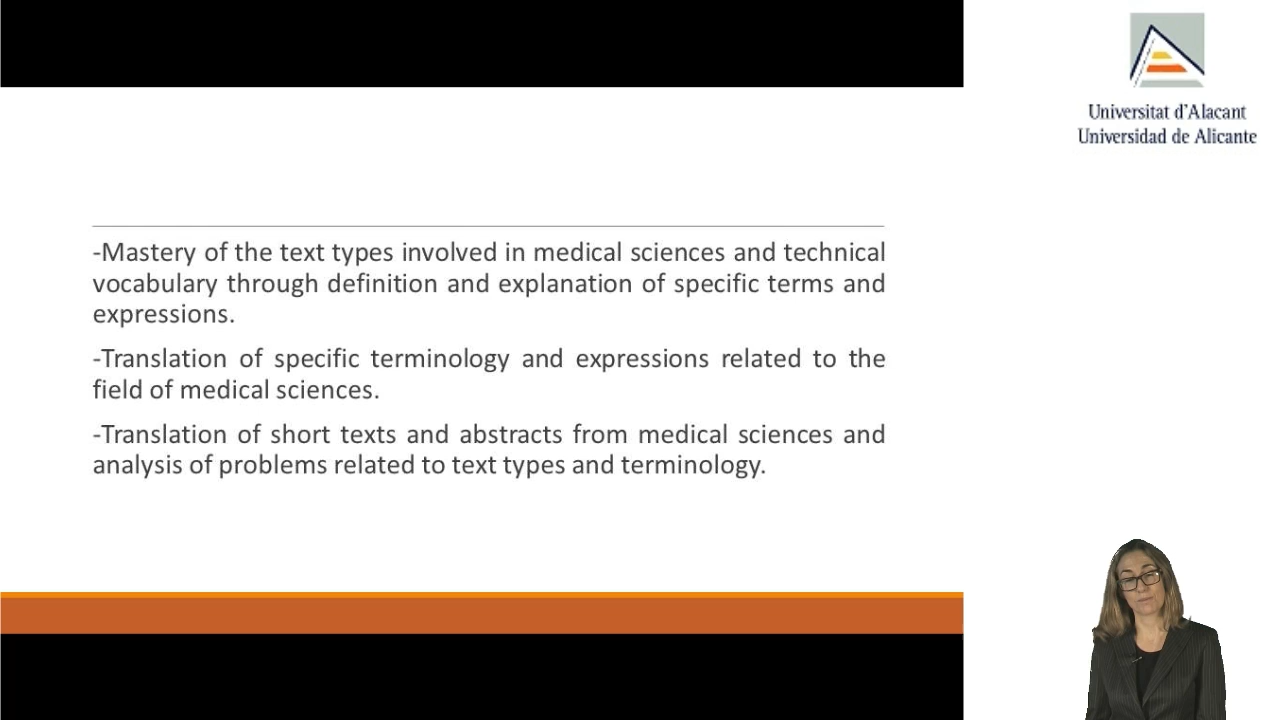 Universitat d'Alacant
Universidad de Alicante
-Mastery of the text types involved in medical sciences and technical
vocabulary through definition and explanation of specific terms and
expressions.
-Translation of specific terminology and expressions related to the
field of medical sciences.
-Translation of short texts and abstracts from medical sciences and
analysis of problems related to text types and terminology.